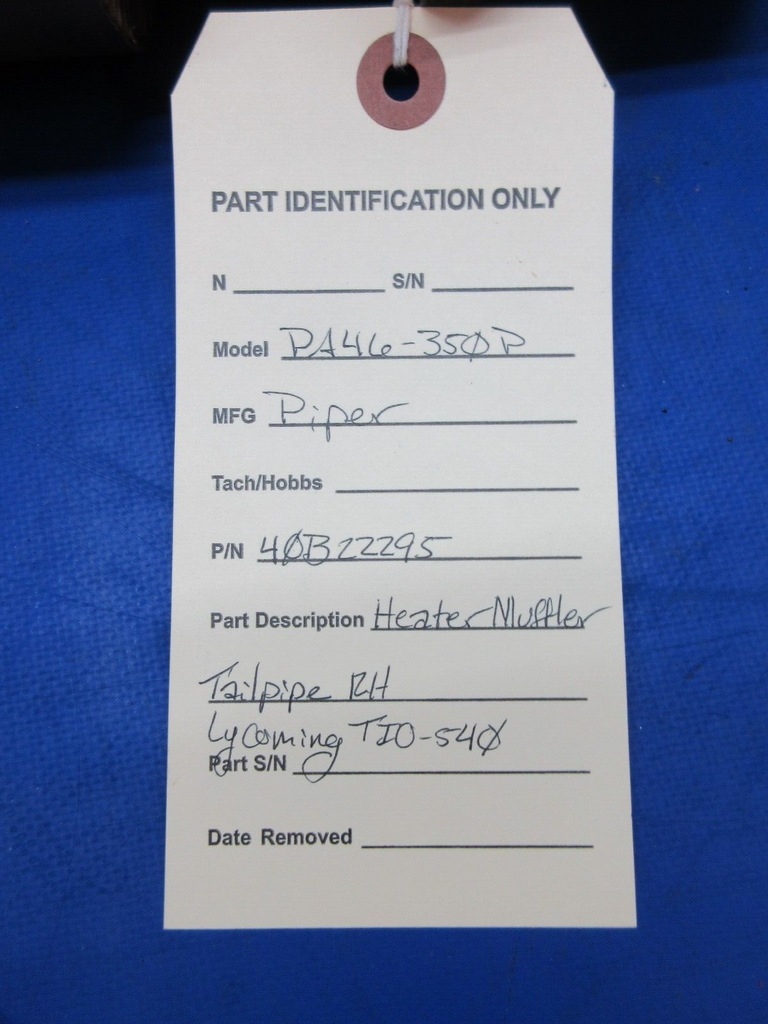 PART IDENTIFICATION ONLY
N S/N
Model PA46-350P
MFG Piper
Tach/Hobbs
P/N 40B22295
Part Description Heater Muffler
Tailpipe RH
Lycoming TIO-540
Part S/N
Date Removed